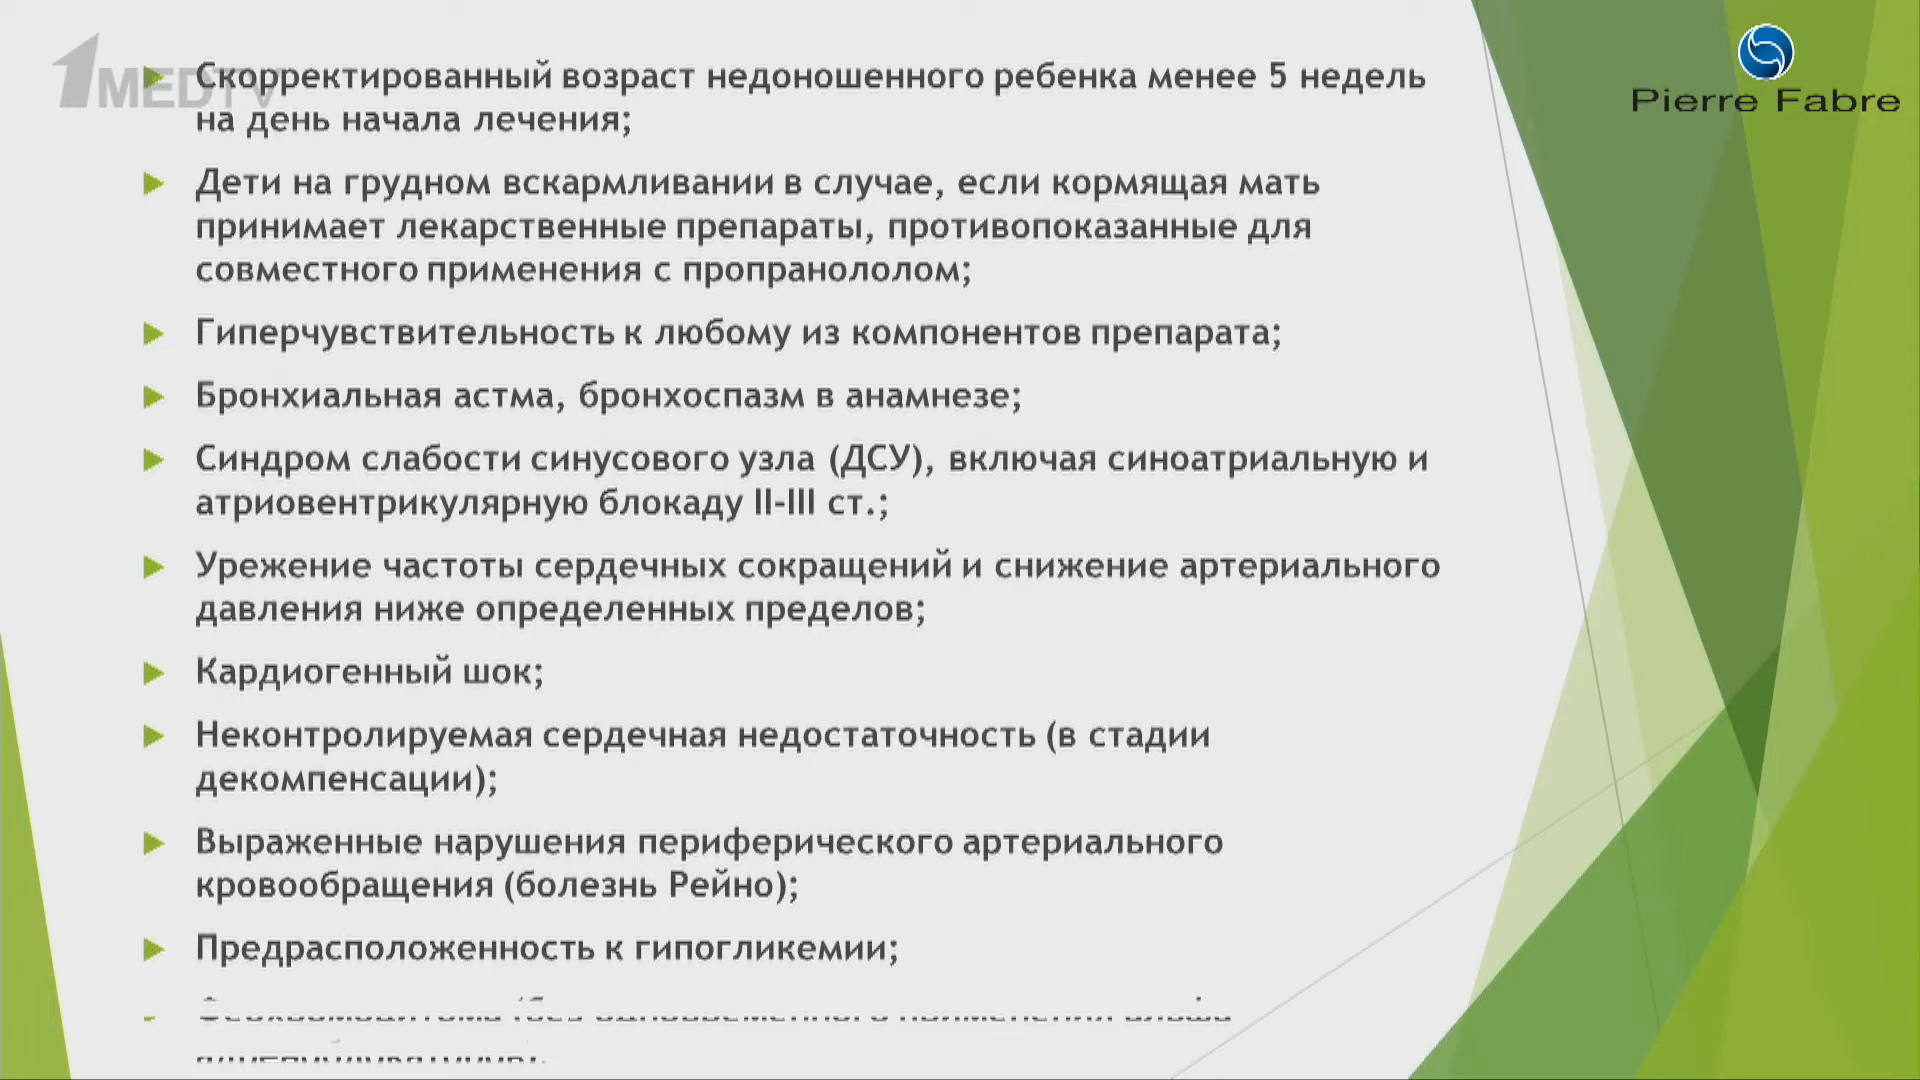 1MEDTV
Pierre Fabre
Скорректированный возраст недоношенного ребенка менее 5 недель
на день начала лечения;
Дети на грудном вскармливании в случае, если кормящая мать
принимает лекарственные препараты, противопоказанные для
совместного применения с пропранололом;
Гиперчувствительность к любому из компонентов препарата;
Бронхиальная астма, бронхоспазм в анамнезе;
Синдром слабости синусового узла (ДСУ), включая синоатриальную и
атриовентрикулярную блокаду II-III ст.;
Урежение частоты сердечных сокращений и снижение артериального
давления ниже определенных пределов;
Кардиогенный шок;
Неконтролируемая сердечная недостаточность (в стадии
декомпенсации);
Выраженные нарушения периферического артериального
кровообращения (болезнь Рейно);
Предрасположенность к гипогликемии;